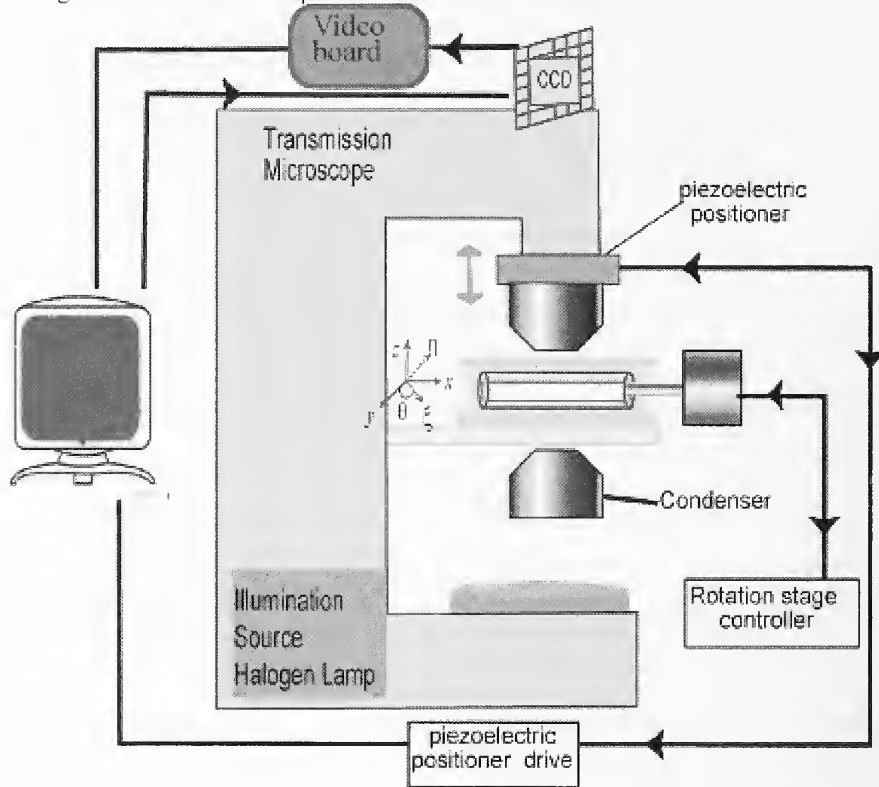 Video
board
CCD
Transmission
Microscope
piezoelectric
positioner
z
η
x
y
θ
ξ
Condenser
Illumination
Source
Halogen Lamp
Rotation stage
controller
piezoelectric
positioner drive